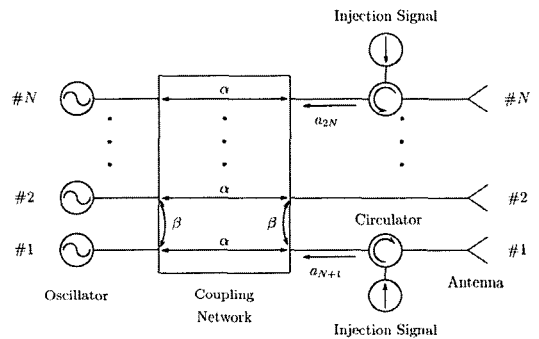 Injection Signal
#N
α
a2N
#N
#2
α
#2
β
β
Circulator
#1
α
#1
aN+1
Oscillator
Coupling
Network
Antenna
Injection Signal